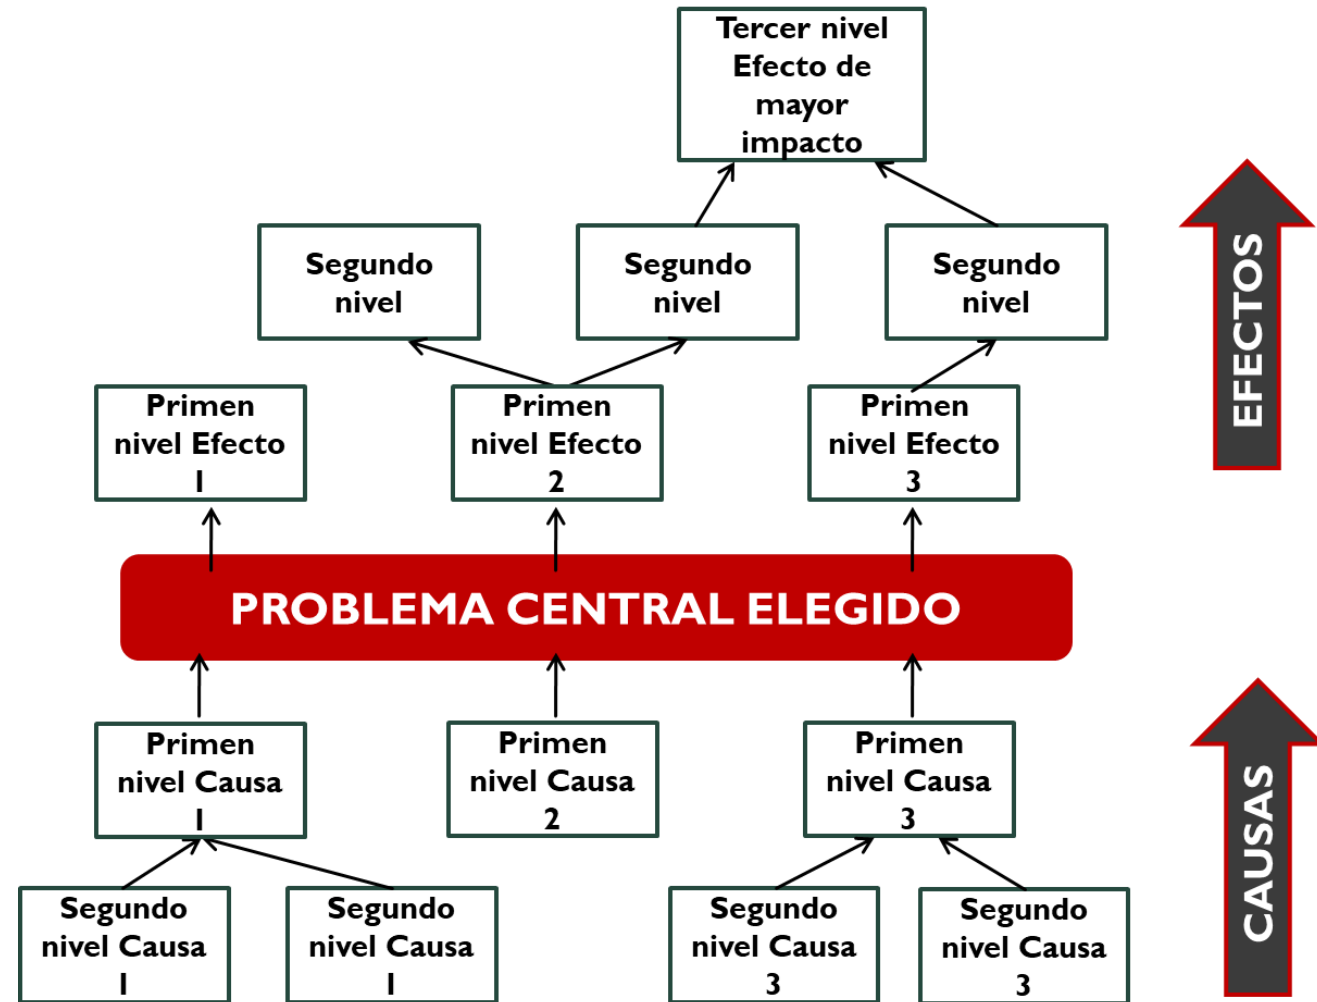 Tercer nivel
Efecto de
mayor
impacto
Segundo
nivel
Segundo
nivel
Segundo
nivel
EFECTOS
Primen
nivel Efecto
1
Primen
nivel Efecto
2
Primen
nivel Efecto
3
PROBLEMA CENTRAL ELEGIDO
Primen
nivel Causa
1
Primen
nivel Causa
2
Primen
nivel Causa
3
CAUSAS
Segundo
nivel Causa
1
Segundo
nivel Causa
1
Segundo
nivel Causa
3
Segundo
nivel Causa
3